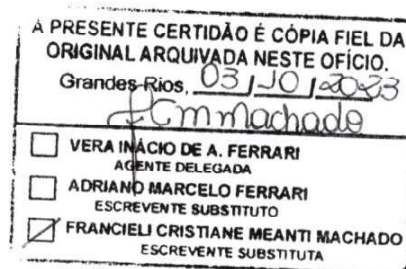 A PRESENTE CERTIDÃO É CÓPIA FIEL DA
ORIGINAL ARQUIVADA NESTE OFÍCIO.
Grandes Rios, 03/10/2023
FCmmachado
VERA INÁCIO DE A. FERRARI
AGENTE DELEGADA
ADRIANO MARCELO FERRARI
ESCREVENTE SUBSTITUTO
FRANCIELI CRISTIANE MEANTI MACHADO
ESCREVENTE SUBSTITUTA